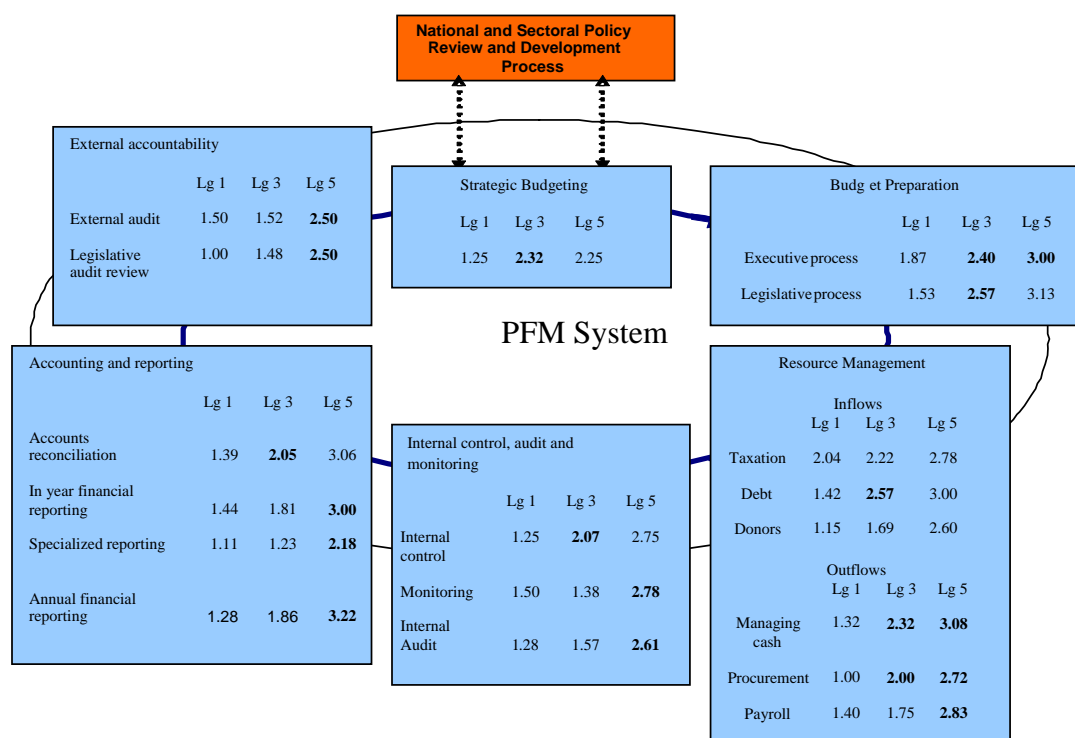 National and Sectoral Policy
Review and Development
Process
External accountability
Lg 1 Lg 3 Lg 5
External audit 1.50 1.52 2.50
Legislative
audit review 1.00 1.48 2.50
Strategic Budgeting
Lg 1 Lg 3 Lg 5
1.25 2.32 2.25
Budg et Preparation
Lg 1 Lg 3 Lg 5
Executive process 1.87 2.40 3.00
Legislative process 1.53 2.57 3.13
PFM System
Accounting and reporting
Lg 1 Lg 3 Lg 5
Accounts
reconciliation 1.39 2.05 3.06
In year financial
reporting 1.44 1.81 3.00
Specialized reporting 1.11 1.23 2.18
Annual financial
reporting 1.28 1.86 3.22
Internal control, audit and
monitoring
Lg 1 Lg 3 Lg 5
Internal
control 1.25 2.07 2.75
Monitoring 1.50 1.38 2.78
Internal
Audit 1.28 1.57 2.61
Resource Management
Inflows
Lg 1 Lg 3 Lg 5
Taxation 2.04 2.22 2.78
Debt 1.42 2.57 3.00
Donors 1.15 1.69 2.60
Outflows
Lg 1 Lg 3 Lg 5
Managing
cash 1.32 2.32 3.08
Procurement 1.00 2.00 2.72
Payroll 1.40 1.75 2.83